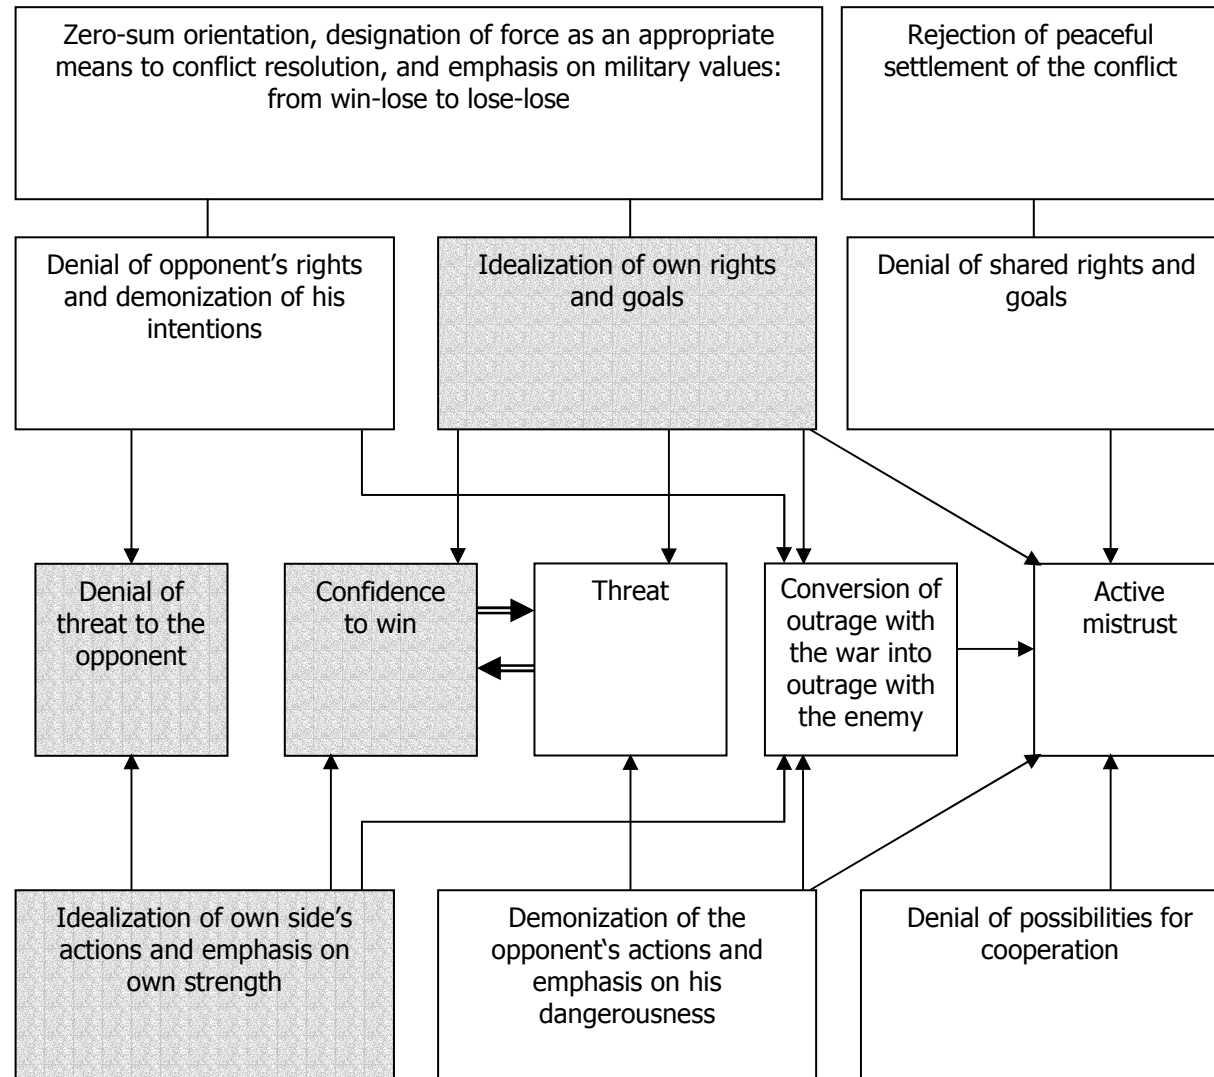 Zero-sum orientation, designation of force as an appropriate
means to conflict resolution, and emphasis on military values:
from win-lose to lose-lose
Rejection of peaceful
settlement of the conflict
Denial of opponent’s rights
and demonization of his
intentions
Idealization of own rights
and goals
Denial of shared rights and
goals
Denial of
threat to the
opponent
Confidence
to win
Threat
Conversion of
outrage with
the war into
outrage with
the enemy
Active
mistrust
Idealization of own side’s
actions and emphasis on
own strength
Demonization of the
opponent‘s actions and
emphasis on his
dangerousness
Denial of possibilities for
cooperation